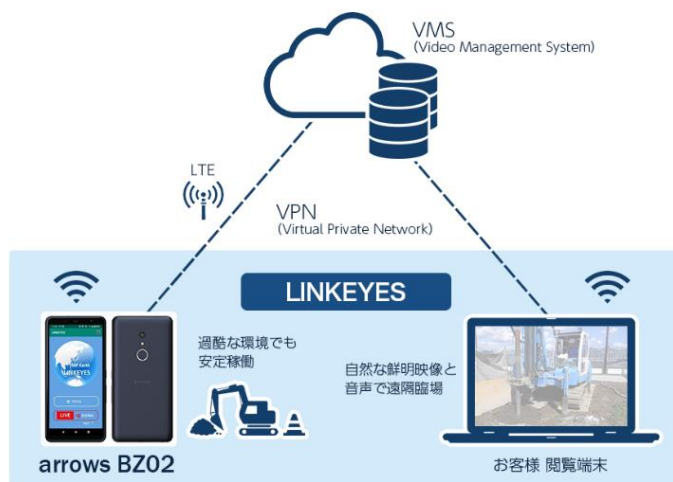 VMS
(Video Management System)
LTE
VPN
(Virtual Private Network)
LINKEYES
過酷な環境でも
安定稼働
自然な鮮明映像と
音声で遠隔臨場
LINKEYES
LIVE
arrows BZ02
お客様 閲覧端末